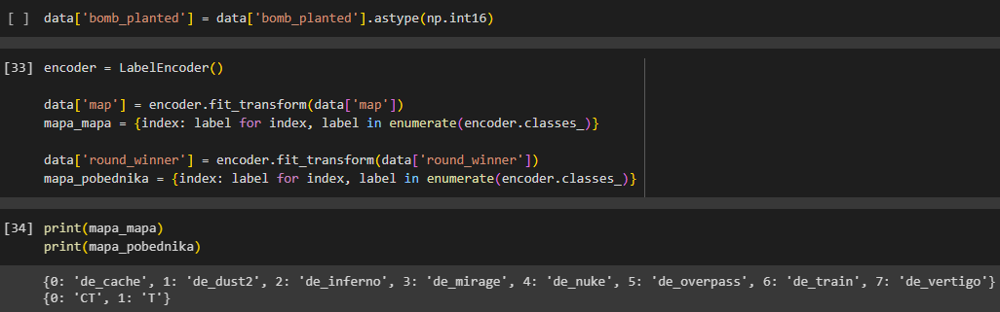 [ ] data['bomb_planted'] = data['bomb_planted'].astype(np.int16)
[33] encoder = LabelEncoder()
data['map'] = encoder.fit_transform(data['map'])
mapa_mapa = {index: label for index, label in enumerate(encoder.classes_)}
data['round_winner'] = encoder.fit_transform(data['round_winner'])
mapa_pobednika = {index: label for index, label in enumerate(encoder.classes_)}
[34] print(mapa_mapa)
print(mapa_pobednika)
{0: 'de_cache', 1: 'de_dust2', 2: 'de_inferno', 3: 'de_mirage', 4: 'de_nuke', 5: 'de_overpass', 6: 'de_train', 7: 'de_vertigo'}
{0: 'CT', 1: 'T'}